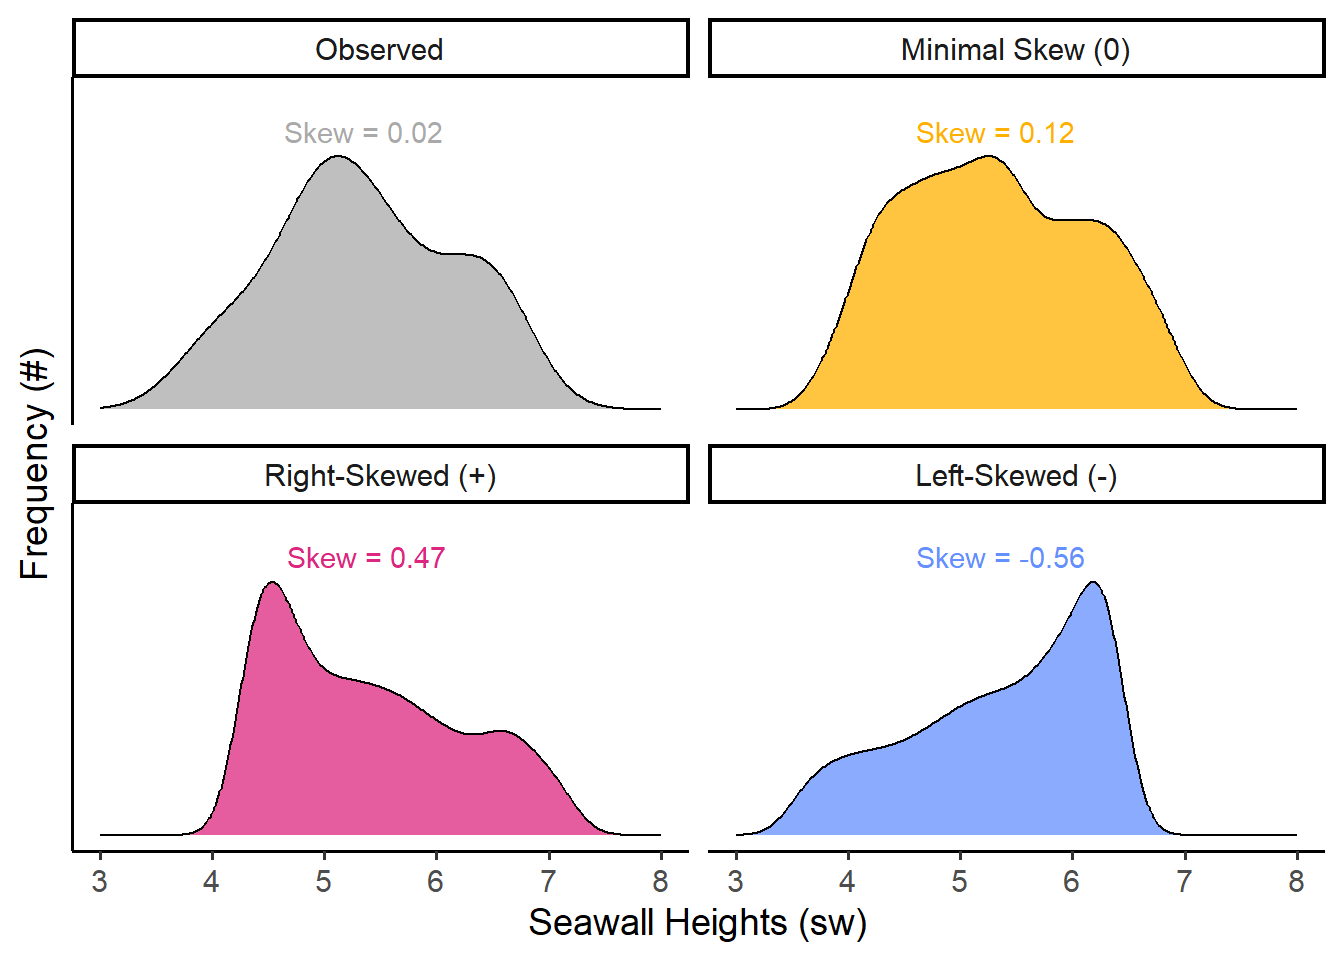 Observed
Minimal Skew (0)
Skew = 0.02
Skew = 0.12
Frequency (#)
Right-Skewed (+)
Left-Skewed (-)
Skew = 0.47
Skew = -0.56
3 4 5 6 7 8
3 4 5 6 7 8
Seawall Heights (sw)